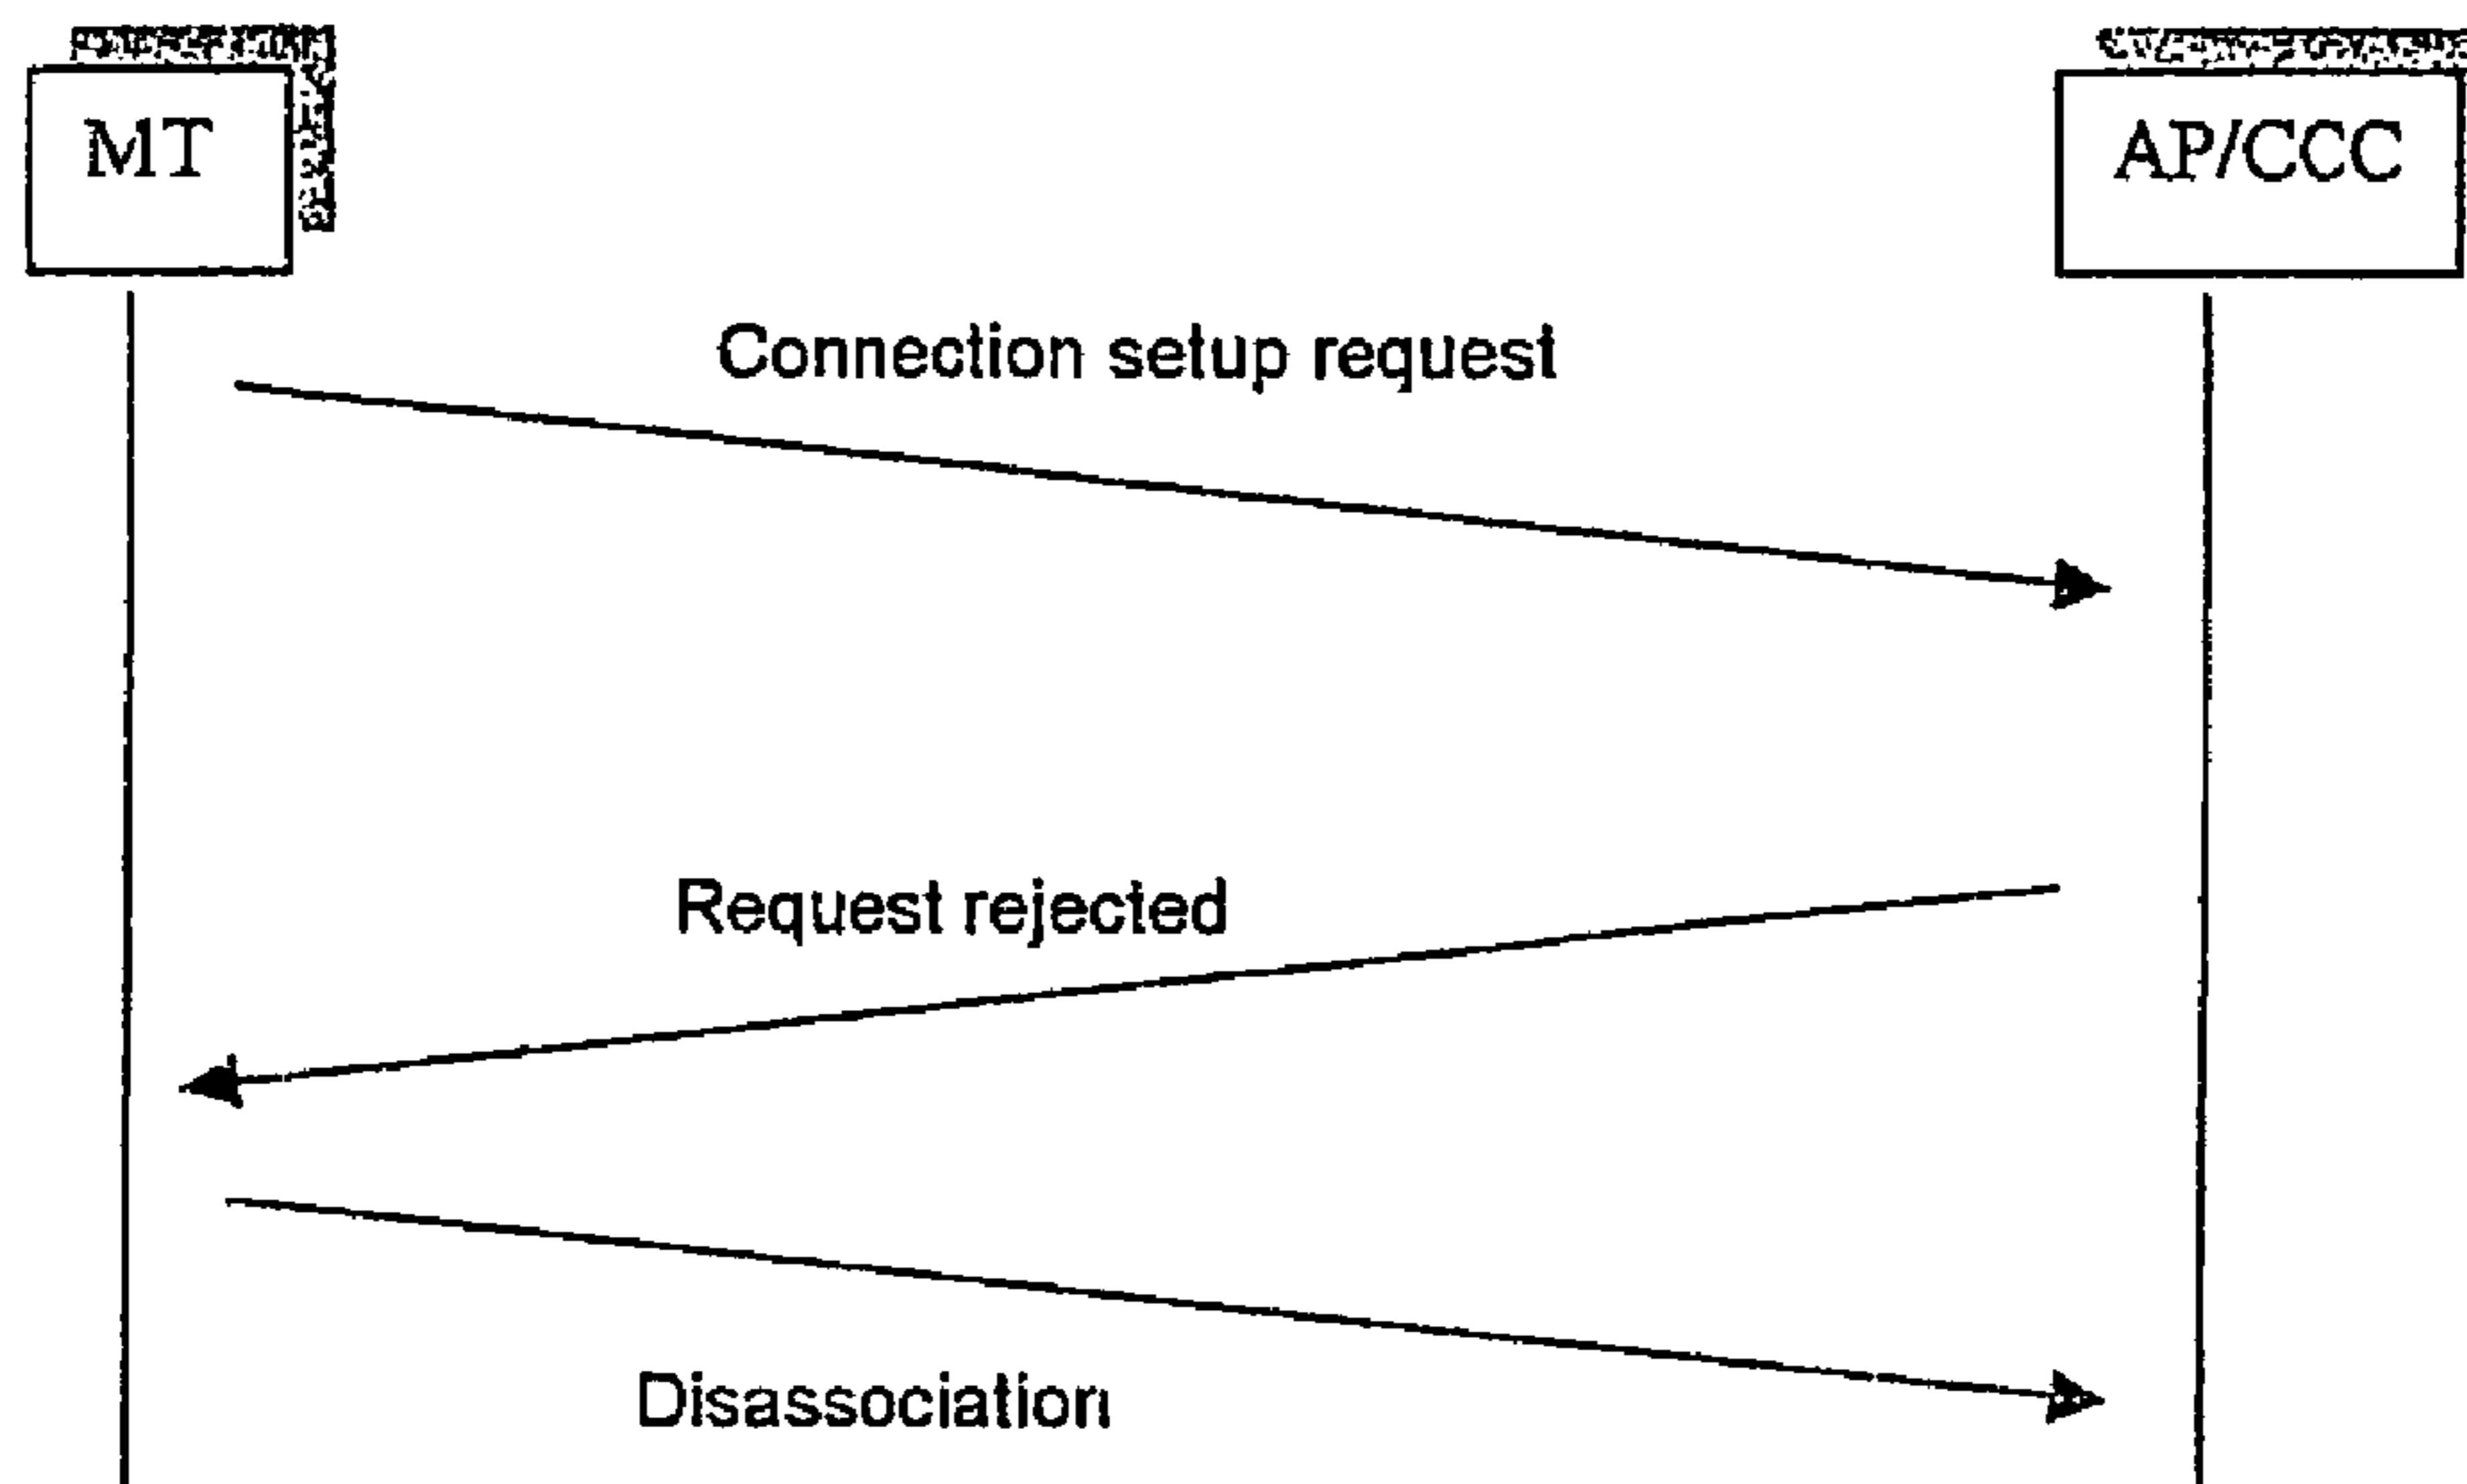 MT
AP/CCC
Connection setup request
Request rejected
Disassociation